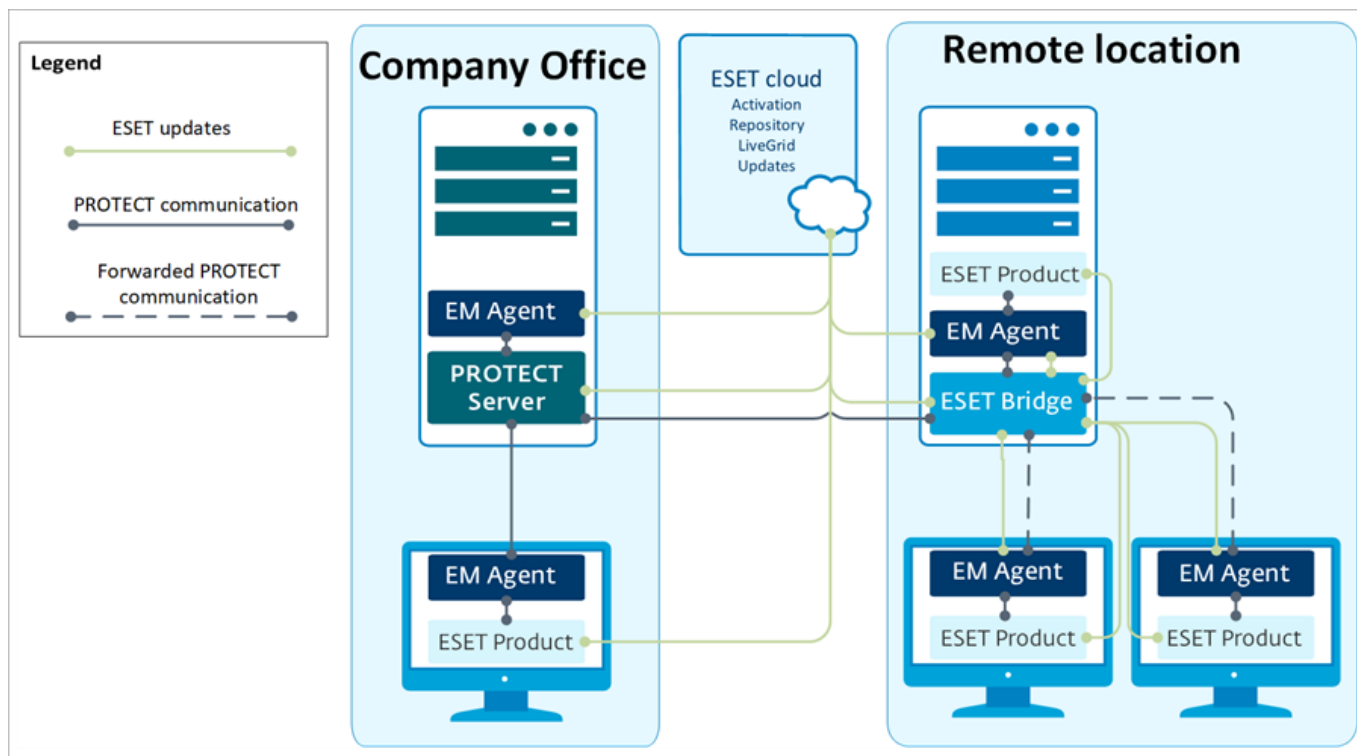 Legend
ESET updates
PROTECT communication
Forwarded PROTECT
communication
Company Office
EM Agent
PROTECT
Server
EM Agent
ESET Product
ESET cloud
Activation
Repository
LiveGrid
Updates
Remote location
ESET Product
EM Agent
ESET Bridge
EM Agent
ESET Product
EM Agent
ESET Product